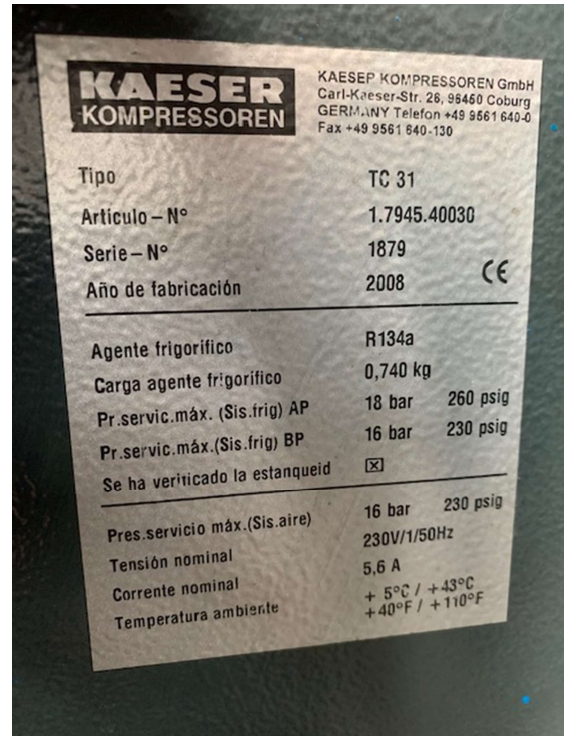 KAESER
KOMPRESSOREN
KAESER KOMPRESSOREN GmbH
Carl-Kaeser-Str. 26, 96450 Coburg
GERMANY Telefon +49 9561 640-0
Fax +49 9561 640-130
Tipo TC 31
Articulo – N° 1.7945.40030
Serie – N° 1879
Año de fabricación 2008 CE
Agente frigorifico R134a
Carga agente frigorifico 0,740 kg
Pr.servic.máx. (Sis.frig) AP 18 bar 260 psig
Pr.servic.máx.(Sis.frig) BP 16 bar 230 psig
Se ha verificado la estanqueid ☒
Pres.servicio máx.(Sis.aire) 16 bar 230 psig
Tensión nominal 230V/1/50Hz
Corrente nominal 5,6 A
Temperatura ambiente + 5°C / +43°C
+40°F / +110°F